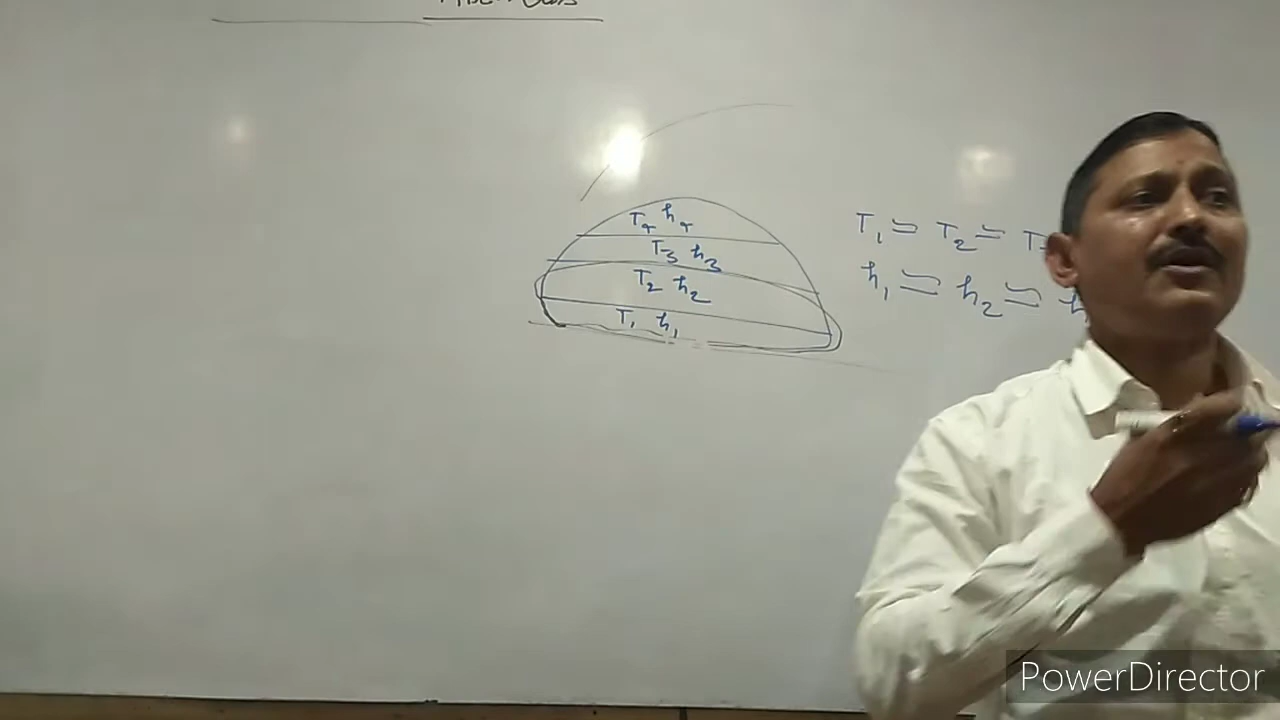 T₄ h₄
T₃ h₃
T₂ h₂
T₁ h₁
T₁ ≃ T₂ ≃ T
h₁ ≃ h₂ ≃ h
PowerDirector